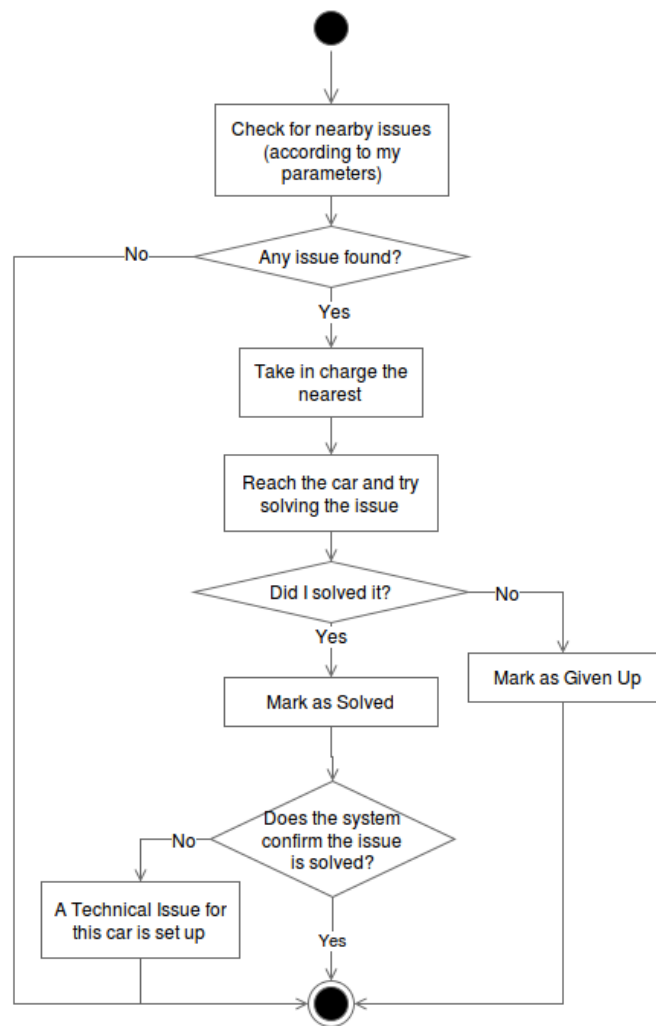 Check for nearby issues
(according to my
parameters)
No
Any issue found?
Yes
Take in charge the
nearest
Reach the car and try
solving the issue
Did I solved it?
No
Yes
Mark as Given Up
Mark as Solved
Does the system
confirm the issue
is solved?
No
A Technical Issue for
this car is set up
Yes